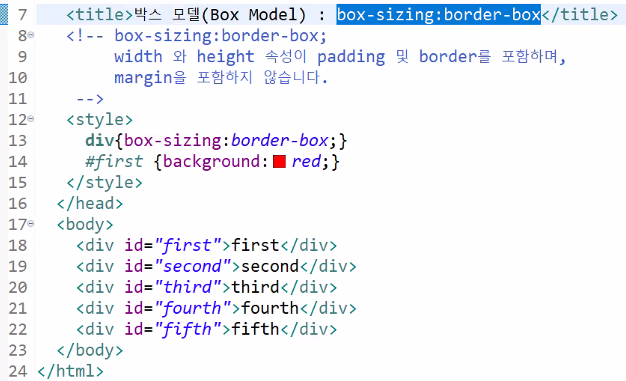 7 <title>박스 모델(Box Model) : box-sizing:border-box</title>
8 <!-- box-sizing:border-box;
9 width 와 height 속성이 padding 및 border를 포함하며,
10 margin을 포함하지 않습니다.
11 -->
12 <style>
13 div{box-sizing:border-box;}
14 #first {background: red;}
15 </style>
16 </head>
17 <body>
18 <div id="first">first</div>
19 <div id="second">second</div>
20 <div id="third">third</div>
21 <div id="fourth">fourth</div>
22 <div id="fifth">fifth</div>
23 </body>
24 </html>